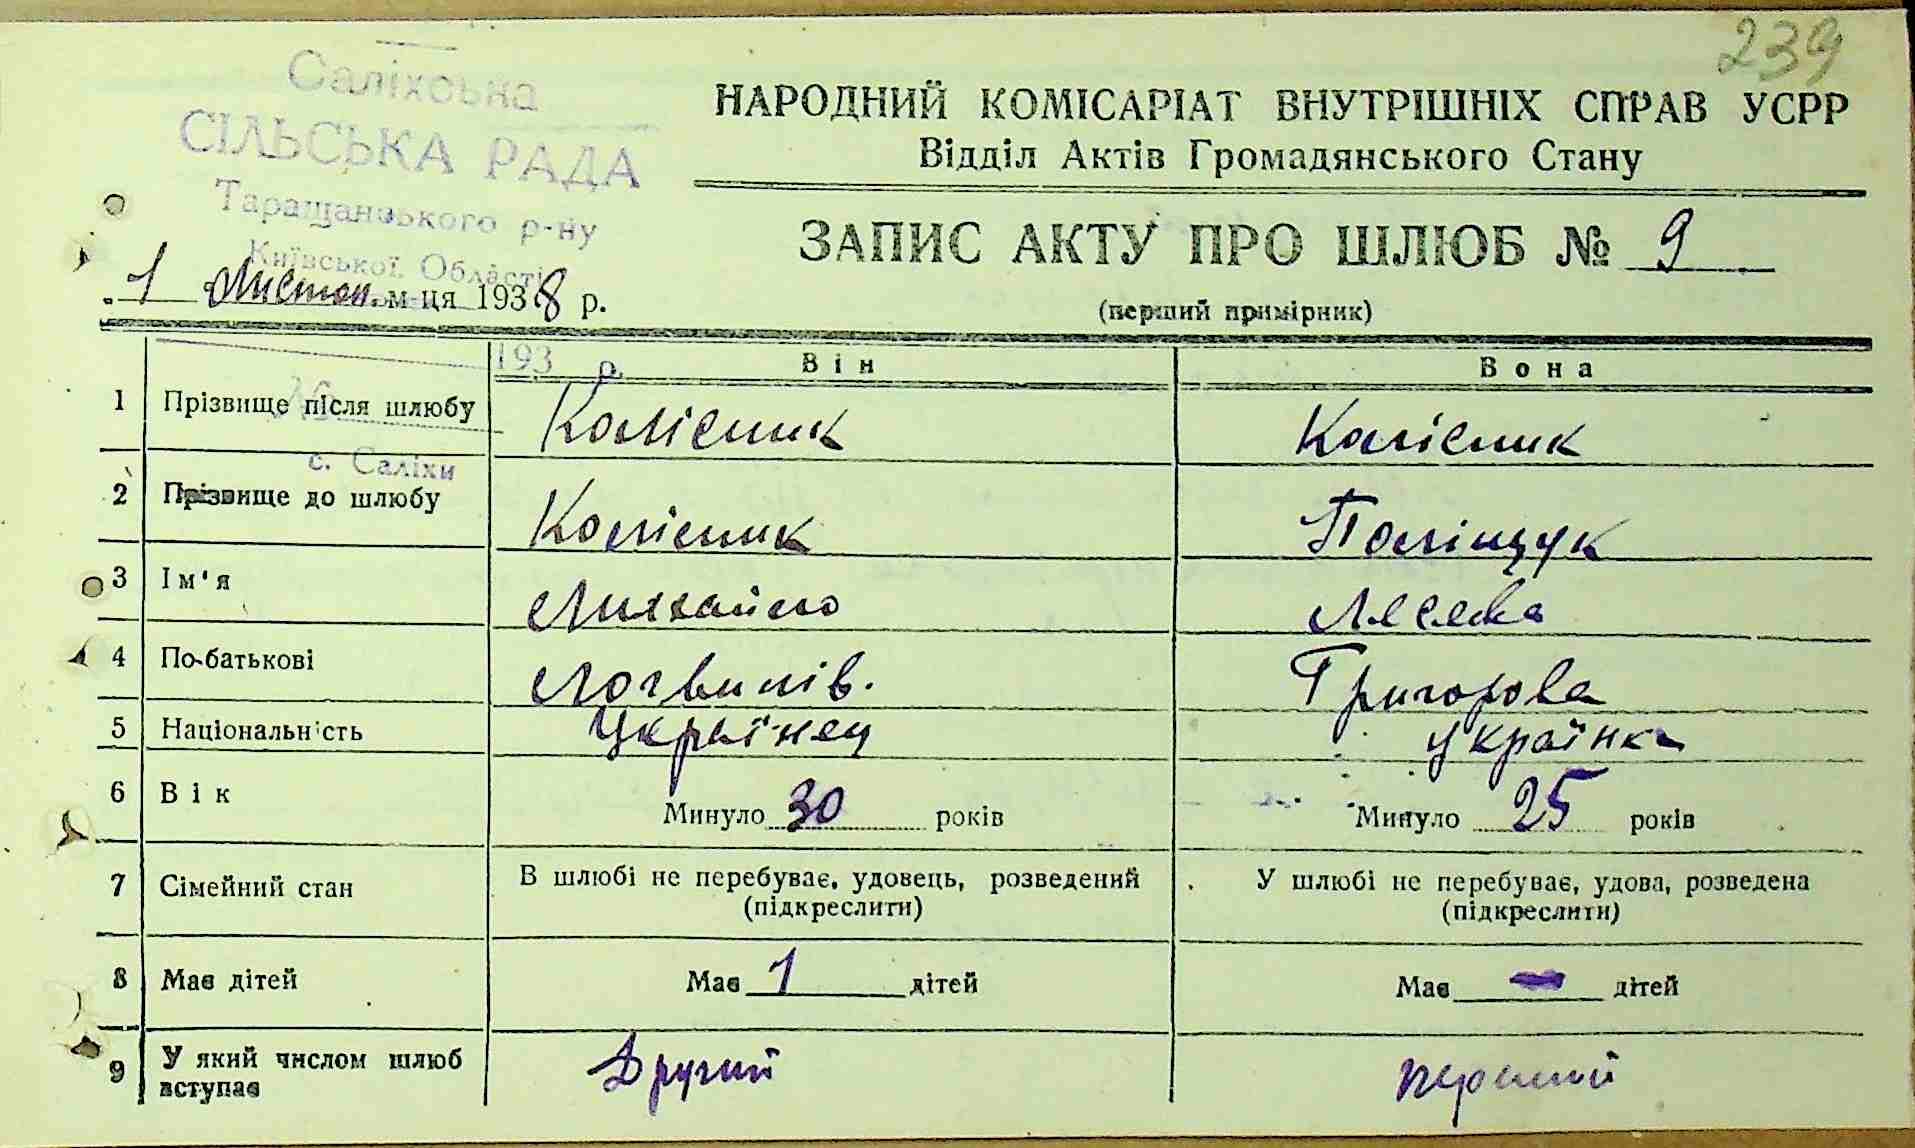 239
Саліхська
СІЛЬСЬКА РАДА
Таращанського р-ну
Київської Області
НАРОДНИЙ КОМІСАРІАТ ВНУТРІШНІХ СПРАВ УСРР
Відділ Актів Громадянського Стану
ЗАПИС АКТУ ПРО ШЛЮБ № 9
(перший примірник)
1 Листоп. м-ця 1938 р.
193 р.
№
с. Саліхи
Він Вона
1 Прізвище після шлюбу Колісник Колісник
2 Прізвище до шлюбу Колісник Поліщук
3 Ім'я Михайло
4 По-батькові Логвинів. Григорова
5 Національність Українец Українка
6 Вік Минуло 30 років Минуло 25 років
7 Сімейний стан В шлюбі не перебуває, удовець, розведений У шлюбі не перебуває, удова, розведена
(підкреслити) (підкреслити)
8 Має дітей Має 1 дітей Має — дітей
9 У який числом шлюб вступає Другий перший